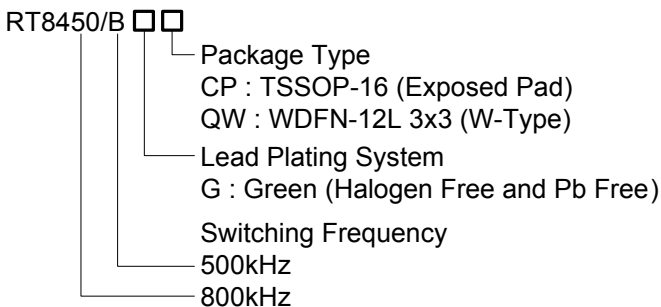 RT8450/B
Package Type
CP : TSSOP-16 (Exposed Pad)
QW : WDFN-12L 3x3 (W-Type)
Lead Plating System
G : Green (Halogen Free and Pb Free)
Switching Frequency
500kHz
800kHz